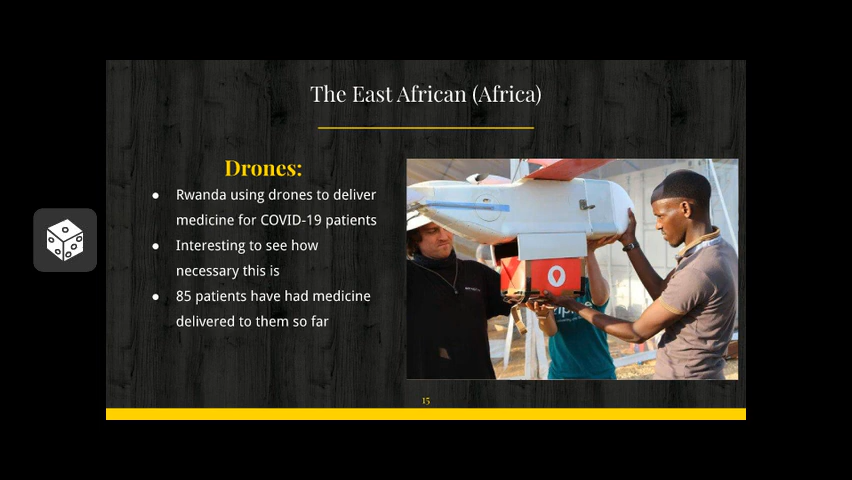 The East African (Africa)
Drones:
● Rwanda using drones to deliver
medicine for COVID-19 patients
● Interesting to see how
necessary this is
● 85 patients have had medicine
delivered to them so far
15